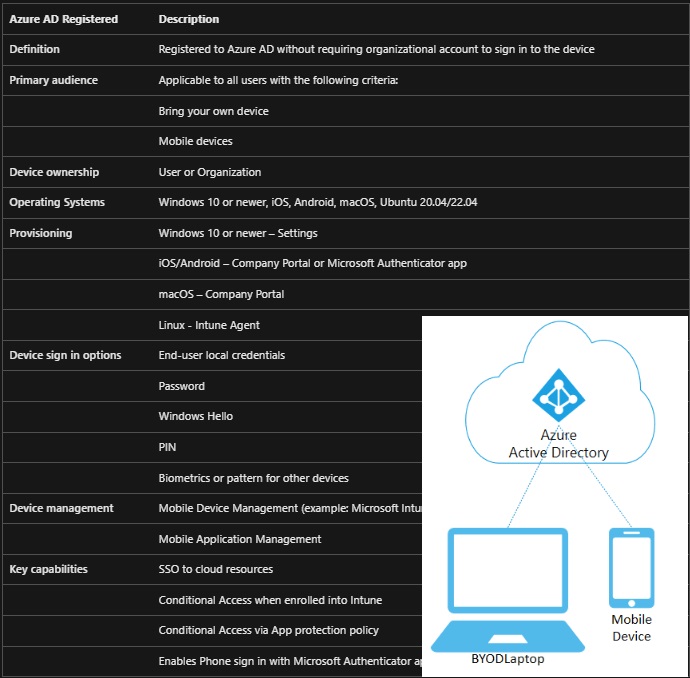 Azure AD Registered Description
Definition Registered to Azure AD without requiring organizational account to sign in to the device
Primary audience Applicable to all users with the following criteria:
Bring your own device
Mobile devices
Device ownership User or Organization
Operating Systems Windows 10 or newer, iOS, Android, macOS, Ubuntu 20.04/22.04
Provisioning Windows 10 or newer – Settings
iOS/Android – Company Portal or Microsoft Authenticator app
macOS – Company Portal
Linux - Intune Agent
Device sign in options End-user local credentials
Password
Windows Hello
PIN
Biometrics or pattern for other devices
Device management Mobile Device Management (example: Microsoft Intu
Mobile Application Management
Key capabilities SSO to cloud resources
Conditional Access when enrolled into Intune
Conditional Access via App protection policy
Enables Phone sign in with Microsoft Authenticator ap
Azure
Active Directory
BYODLaptop
Mobile
Device